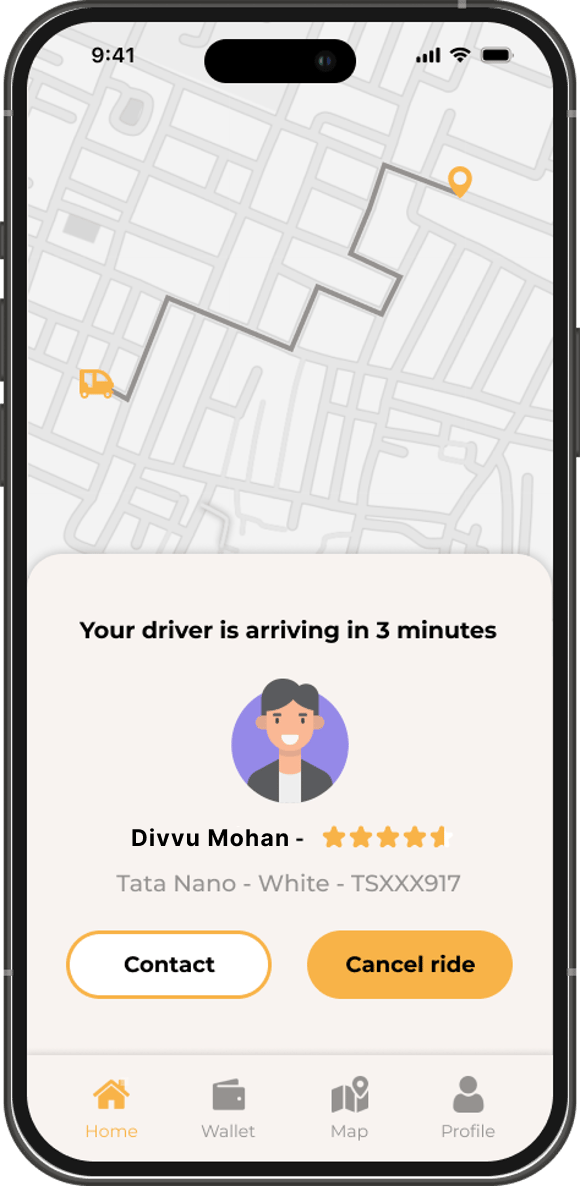 9:41
Your driver is arriving in 3 minutes
Divvu Mohan -
Tata Nano - White - TSXXX917
Contact Cancel ride
Home Wallet Map Profile